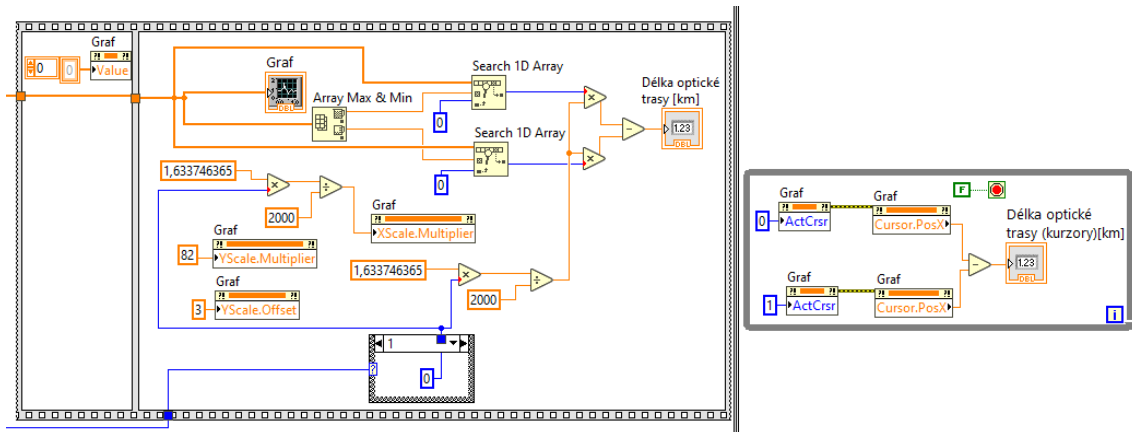 Graf
0
0
Value
Graf
DBL
Array Max & Min
Search 1D Array
0
Search 1D Array
0
Délka optické
trasy [km]
1.23
DBL
1,633746365
2000
Graf
XScale.Multiplier
Graf
82
YScale.Multiplier
Graf
3
YScale.Offset
1,633746365
2000
1
0
?
Graf
0
ActCrsr
Graf
Cursor.PosX
F
Délka optické
trasy (kurzory)[km]
1.23
DBL
Graf
1
ActCrsr
Graf
Cursor.PosX
i